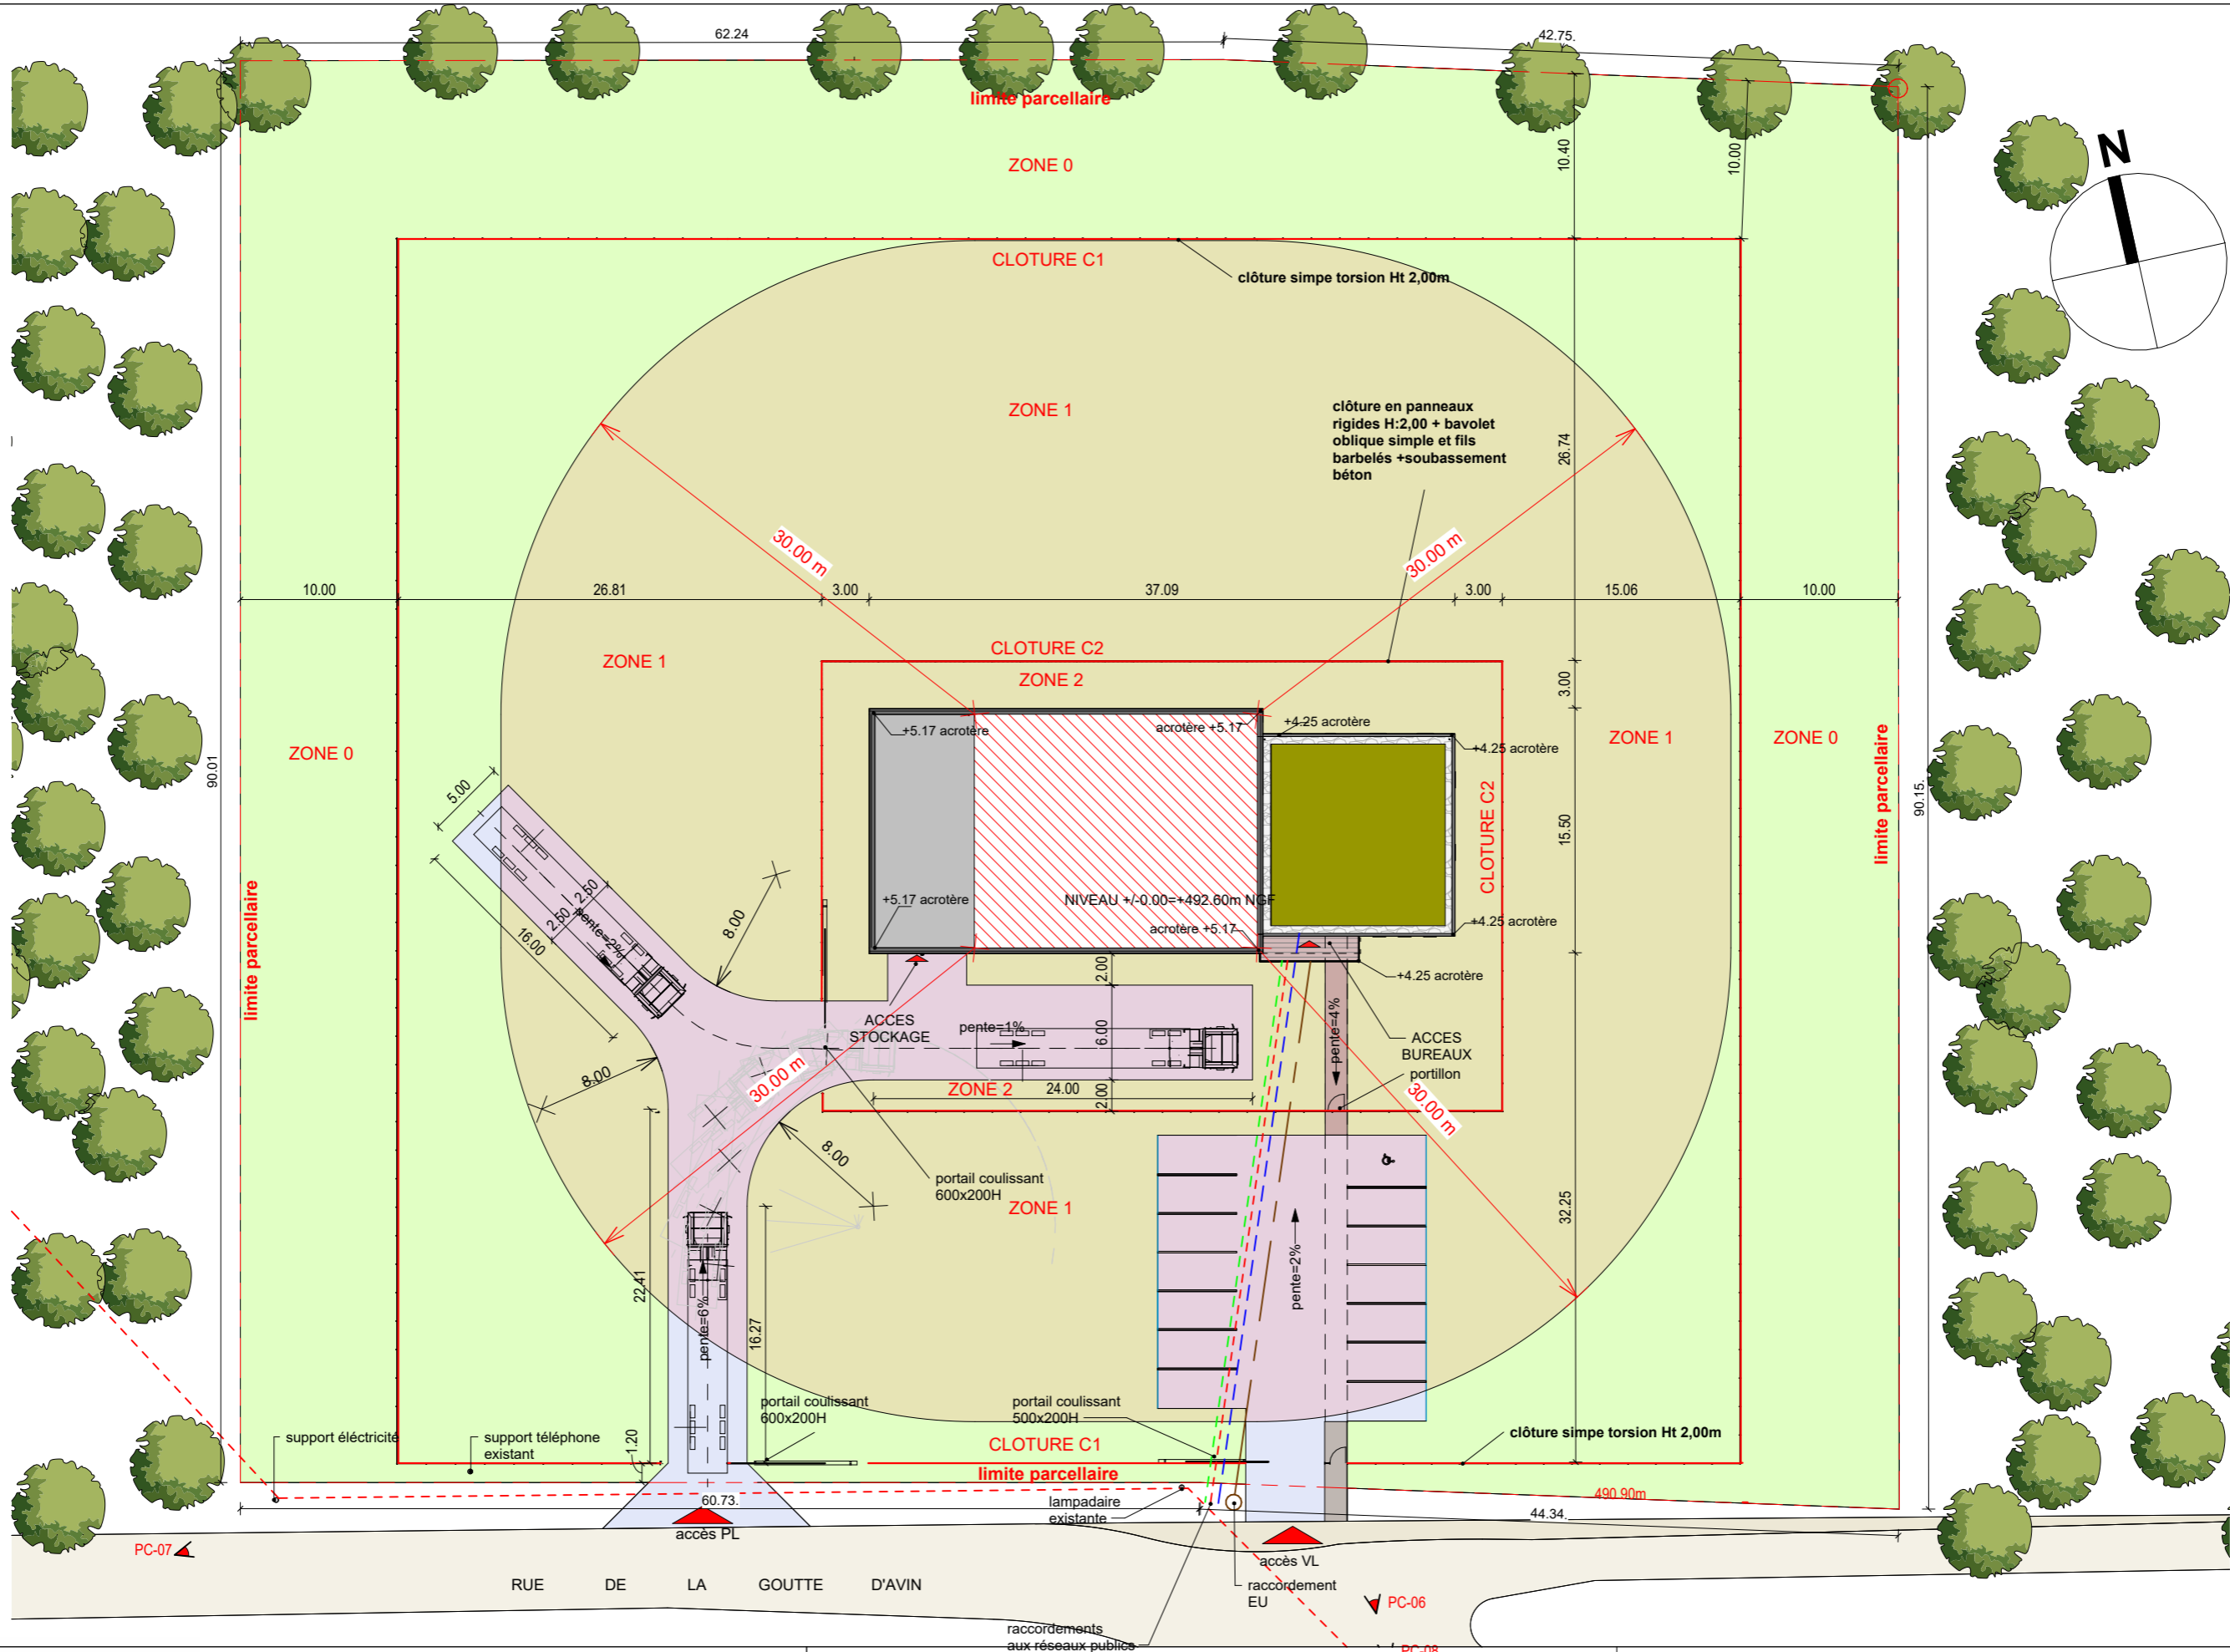 62.24
42.75.
limite parcellaire
N
ZONE 0
10.40
10.00
CLOTURE C1
clôture simpe torsion Ht 2,00m
ZONE 1
clôture en panneaux
rigides H:2,00 + bavolet
oblique simple et fils
barbelés +soubassement
béton
26.74
30.00 m
30.00 m
10.00
26.81
3.00
37.09
3.00
15.06
10.00
CLOTURE C2
ZONE 1
ZONE 2
3.00
+5.17 acrotère
acrotère +5.17
+4.25 acrotère
+4.25 acrotère
ZONE 1
ZONE 0
ZONE 0
90.01
90.15.
limite parcellaire
5.00
CLOTURE C2
15.50
2.50
2.50
pente=2%
16.00
8.00
+5.17 acrotère
NIVEAU +/-0.00=+492.60m NGF
acrotère +5.17
+4.25 acrotère
limite parcellaire
+4.25 acrotère
2.00
ACCES
STOCKAGE
pente=1%
6.00
pente=4%
ACCES
BUREAUX
portillon
8.00
30.00 m
ZONE 2
24.00
2.00
30.00 m
8.00
portail coulissant
600x200H
ZONE 1
32.25
22.41
pente=6%
16.27
pente=2%
portail coulissant
600x200H
portail coulissant
500x200H
support éléctricité
support téléphone
existant
1.20
CLOTURE C1
clôture simpe torsion Ht 2,00m
limite parcellaire
60.73.
lampadaire
existante
490.90m
44.34.
accès PL
PC-07
accès VL
RUE DE LA GOUTTE D'AVIN
raccordement
EU
PC-06
raccordements
aux réseaux publics
PC-08